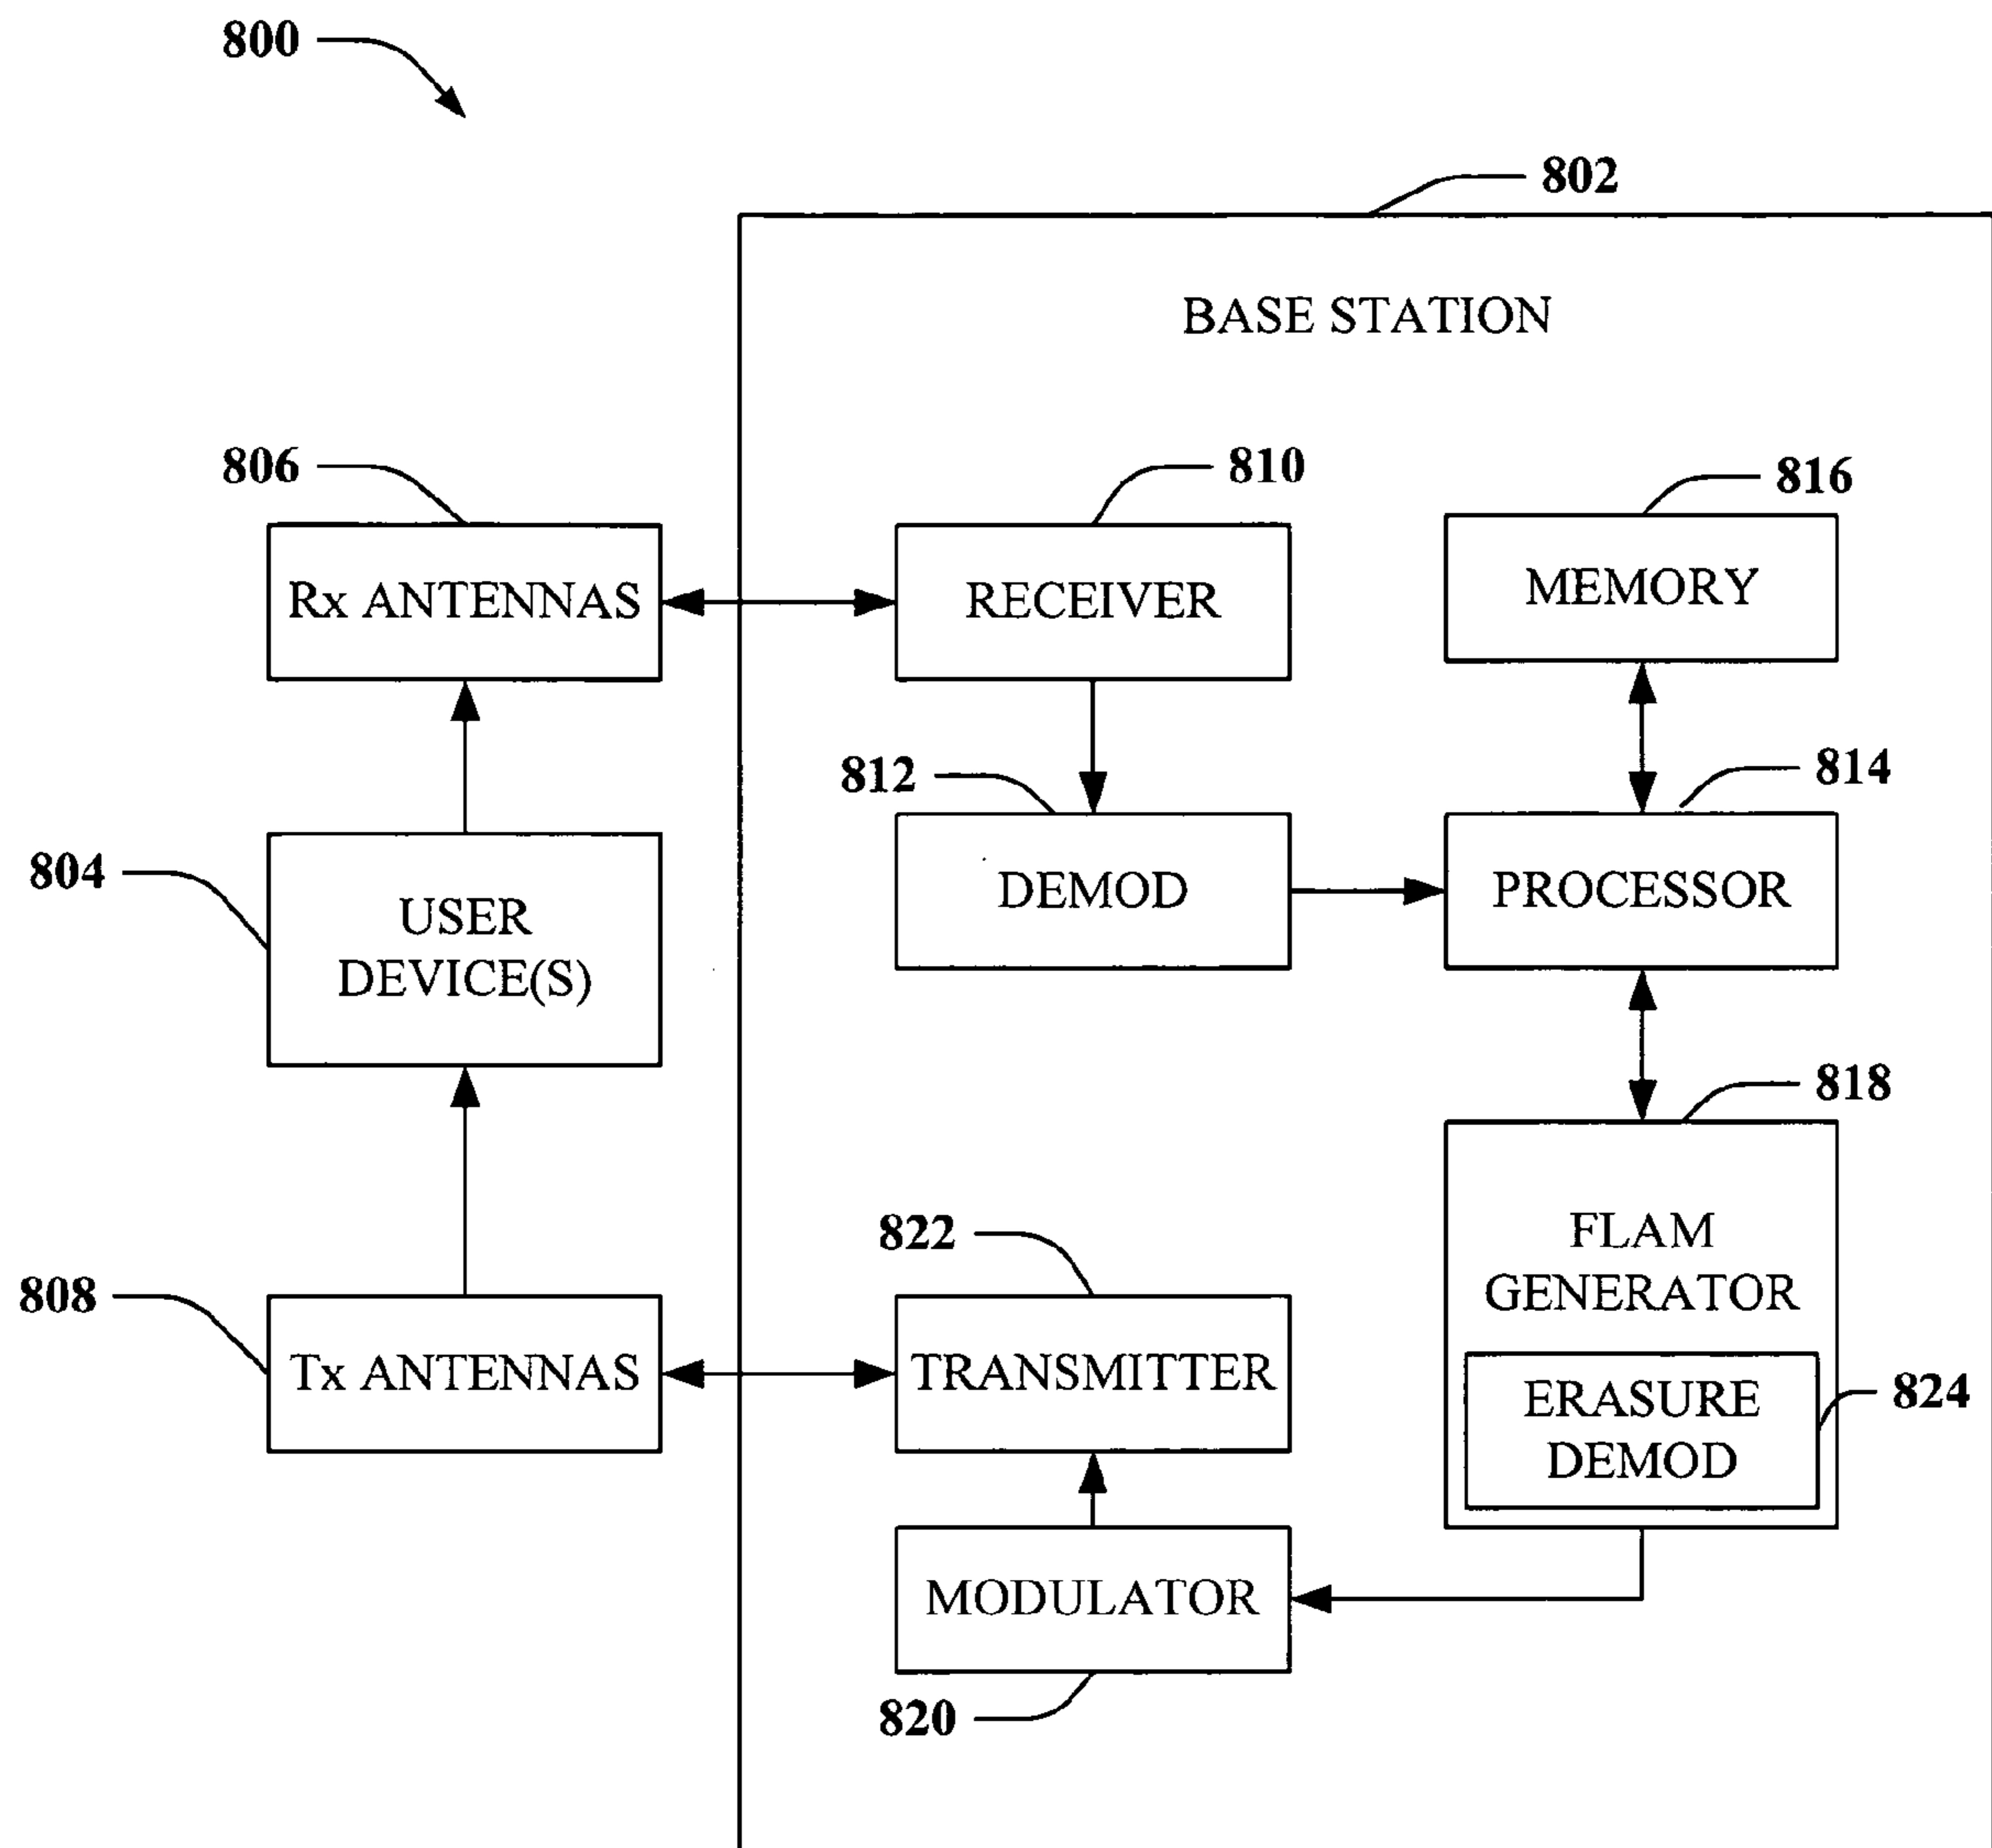 800
802
BASE STATION
806
810
816
Rx ANTENNAS
RECEIVER
MEMORY
812
814
804
USER
DEVICE(S)
DEMOD
PROCESSOR
818
822
FLAM
GENERATOR
808
Tx ANTENNAS
TRANSMITTER
ERASURE
DEMOD
824
MODULATOR
820